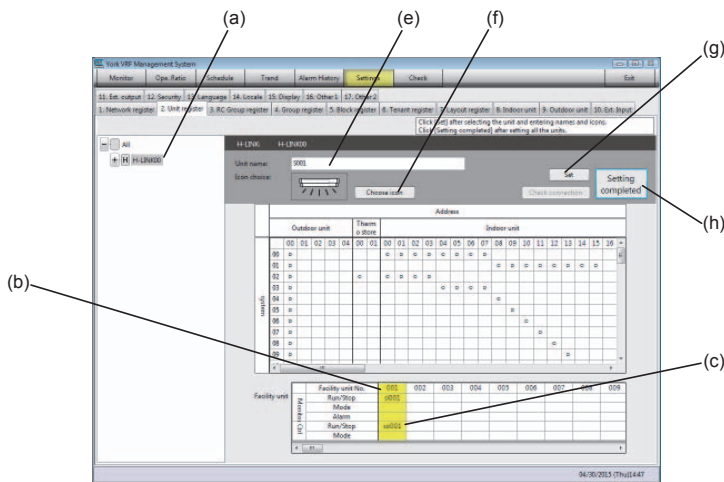 (a)
(e)
(f)
(g)
York VRF Management System
Monitor Ope. Ratio Schedule Trend Alarm History Settings Check Exit
11. Ext. output 12. Security 13. Language 14. Locale 15. Display 16. Other1 17. Other2
1. Network register 2. Unit register 3. RC Group register 4. Group register 5. Block register 6. Tenant register 7. Layout register 8. Indoor unit 9. Outdoor unit 10. Ext. Input
Click [Set] after selecting the unit and entering names and icons.
Click [Setting completed] after setting all the units.
All
H H-LINK00
H-LINK: H-LINK00
Unit name: S001
Icon choice:
Choose icon
Set
Check connection
Setting
completed
(h)
Address
Outdoor unit Therm
o store Indoor unit
00 01 02 03 04 00 01 00 01 02 03 04 05 06 07 08 09 10 11 12 13 14 15 16
00
01
02
03
04
05
06
07
08
09
system
(b)
(c)
Facility unit
Facility unit No. 001 002 003 004 005 006 007 008 009
Monitor
Run/Stop si001
Mode
Alarm
Ctrl
Run/Stop so001
Mode
04/30/2015 (Thu)14:47